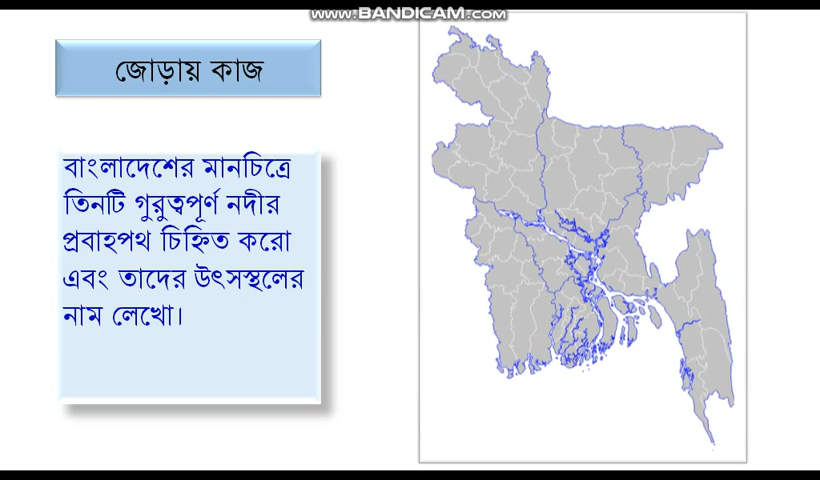 WWW.BANDICAM.COM
জোড়ায় কাজ
বাংলাদেশের মানচিত্রে
তিনটি গুরুত্বপূর্ণ নদীর
প্রবাহপথ চিহ্নিত করো
এবং তাদের উৎসস্থলের
নাম লেখো।